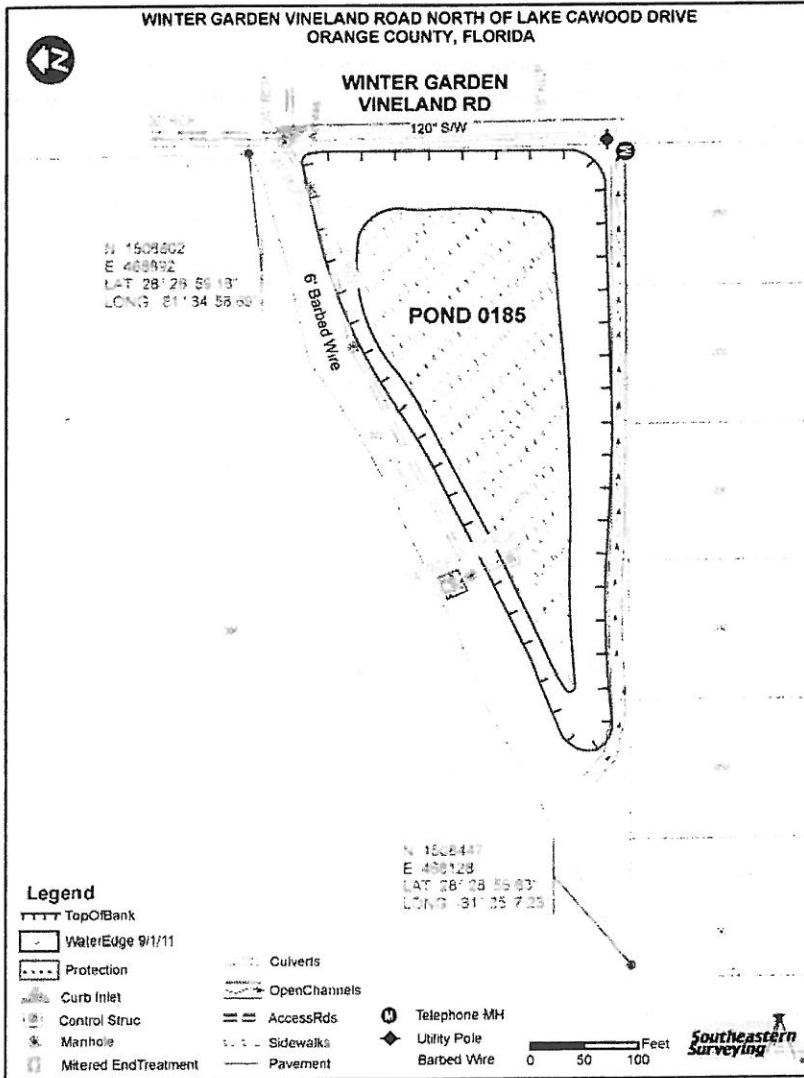 WINTER GARDEN VINELAND ROAD NORTH OF LAKE CAWOOD DRIVE
ORANGE COUNTY, FLORIDA
WINTER GARDEN
VINELAND RD
120" S/W
6' Barbed Wire
POND 0185
E 468128
Legend
TopOfBank
WaterEdge 9/1/11
Protection
Curb Inlet
Control Struc
Manhole
Mitered EndTreatment
Culverts
OpenChannels
AccessRds
Sidewalks
Pavement
M Telephone MH
Utility Pole
Barbed Wire
0 50 100 Feet
Southeastern
Surveying
N
M